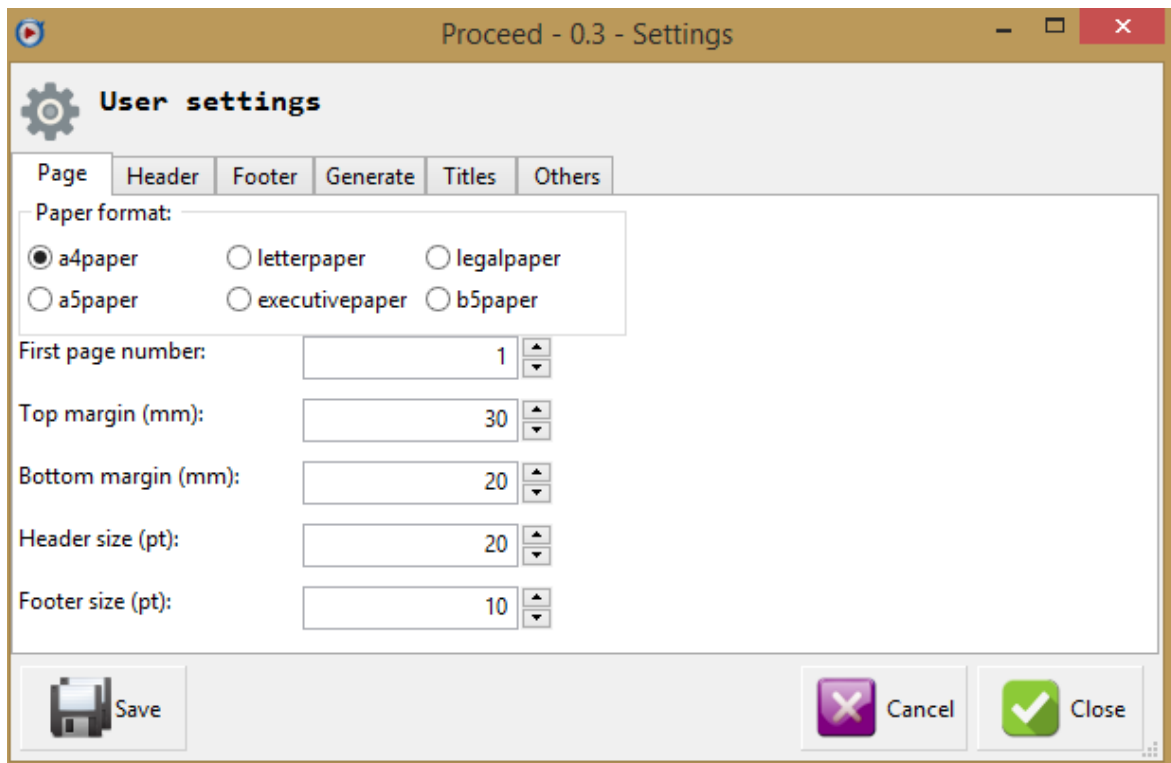 Proceed - 0.3 - Settings
User settings
Page Header Footer Generate Titles Others
Paper format:
a4paper letterpaper legalpaper
a5paper executivepaper b5paper
First page number: 1
Top margin (mm): 30
Bottom margin (mm): 20
Header size (pt): 20
Footer size (pt): 10
Save Cancel Close